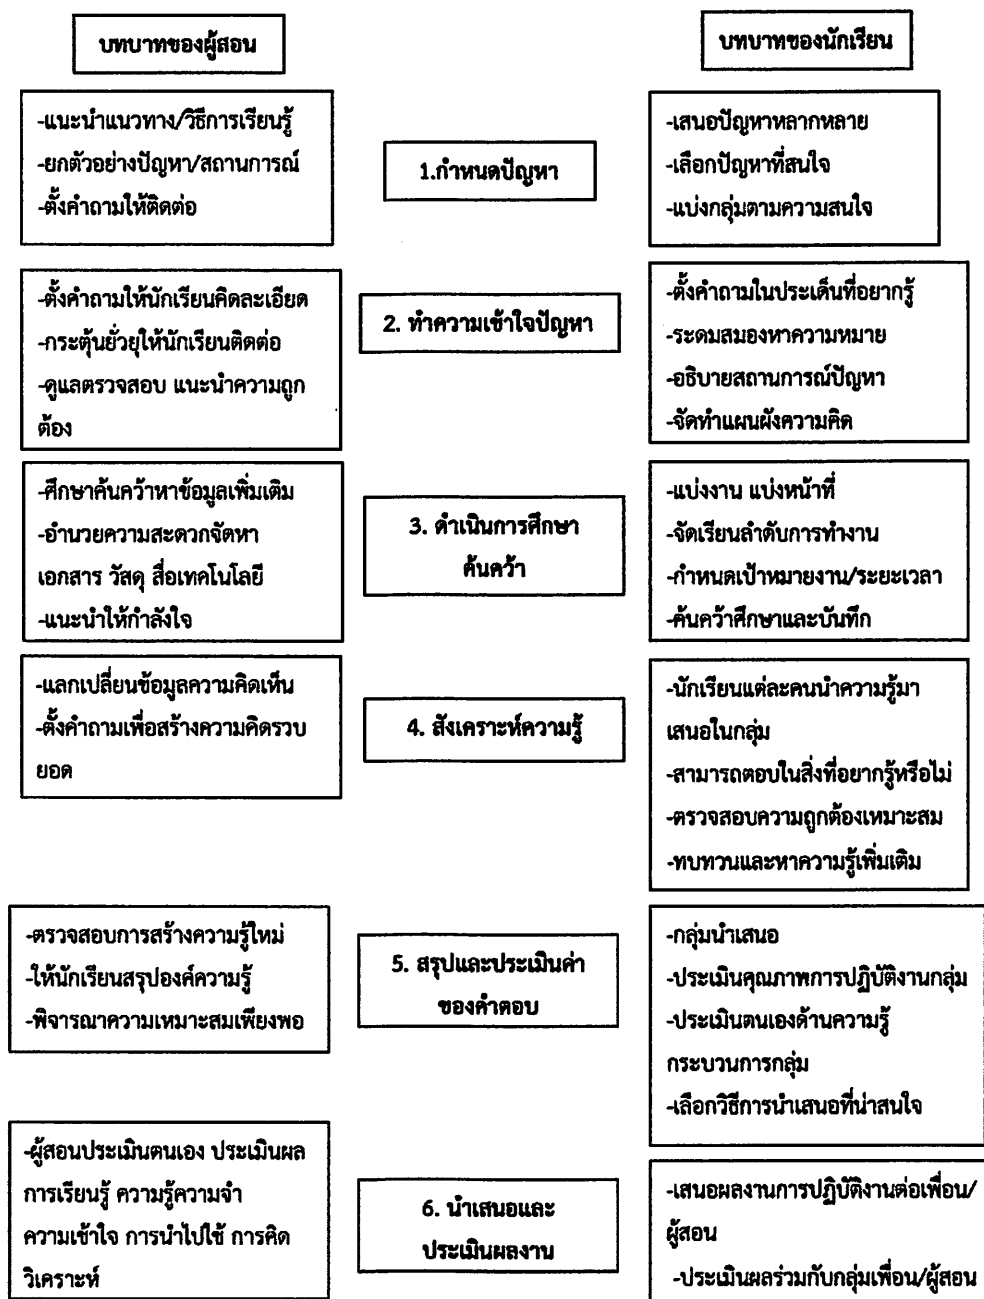 บทบาทของผู้สอน
บทบาทของนักเรียน
-แนะนำแนวทาง/วิธีการเรียนรู้
-ยกตัวอย่างปัญหา/สถานการณ์
-ตั้งคำถามให้ติดต่อ
1.กำหนดปัญหา
-เสนอปัญหาหลากหลาย
-เลือกปัญหาที่สนใจ
-แบ่งกลุ่มตามความสนใจ
-ตั้งคำถามให้นักเรียนคิดละเอียด
-กระตุ้นยั่วยุให้นักเรียนติดต่อ
-ดูแลตรวจสอบ แนะนำความถูก
ต้อง
2. ทำความเข้าใจปัญหา
-ตั้งคำถามในประเด็นที่อยากรู้
-ระดมสมองหาความหมาย
-อธิบายสถานการณ์ปัญหา
-จัดทำแผนผังความคิด
-ศึกษาค้นคว้าหาข้อมูลเพิ่มเติม
-อำนวยความสะดวกจัดหา
เอกสาร วัสดุ สื่อเทคโนโลยี
-แนะนำให้กำลังใจ
3. ดำเนินการศึกษา
ค้นคว้า
-แบ่งงาน แบ่งหน้าที่
-จัดเรียนลำดับการทำงาน
-กำหนดเป้าหมายงาน/ระยะเวลา
-ค้นคว้าศึกษาและบันทึก
-แลกเปลี่ยนข้อมูลความคิดเห็น
-ตั้งคำถามเพื่อสร้างความคิดรวบ
ยอด
4. สังเคราะห์ความรู้
-นักเรียนแต่ละคนนำความรู้มา
เสนอในกลุ่ม
-สามารถตอบในสิ่งที่อยากรู้หรือไม่
-ตรวจสอบความถูกต้องเหมาะสม
-ทบทวนและหาความรู้เพิ่มเติม
-ตรวจสอบการสร้างความรู้ใหม่
-ให้นักเรียนสรุปองค์ความรู้
-พิจารณาความเหมาะสมเพียงพอ
5. สรุปและประเมินค่า
ของคำตอบ
-กลุ่มนำเสนอ
-ประเมินคุณภาพการปฏิบัติงานกลุ่ม
-ประเมินตนเองด้านความรู้
กระบวนการกลุ่ม
-เลือกวิธีการนำเสนอที่น่าสนใจ
-ผู้สอนประเมินตนเอง ประเมินผล
การเรียนรู้ ความรู้ความจำ
ความเข้าใจ การนำไปใช้ การคิด
วิเคราะห์
6. นำเสนอและ
ประเมินผลงาน
-เสนอผลงานการปฏิบัติงานต่อเพื่อน/
ผู้สอน
-ประเมินผลร่วมกับกลุ่มเพื่อน/ผู้สอน